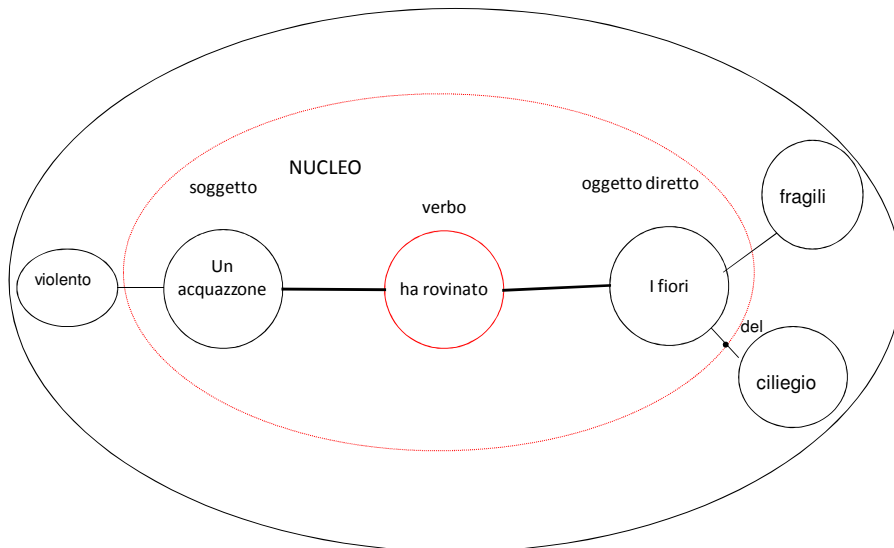 NUCLEO
soggetto
oggetto diretto
verbo
fragili
violento
Un
acquazzone
ha rovinato
I fiori
del
ciliegio